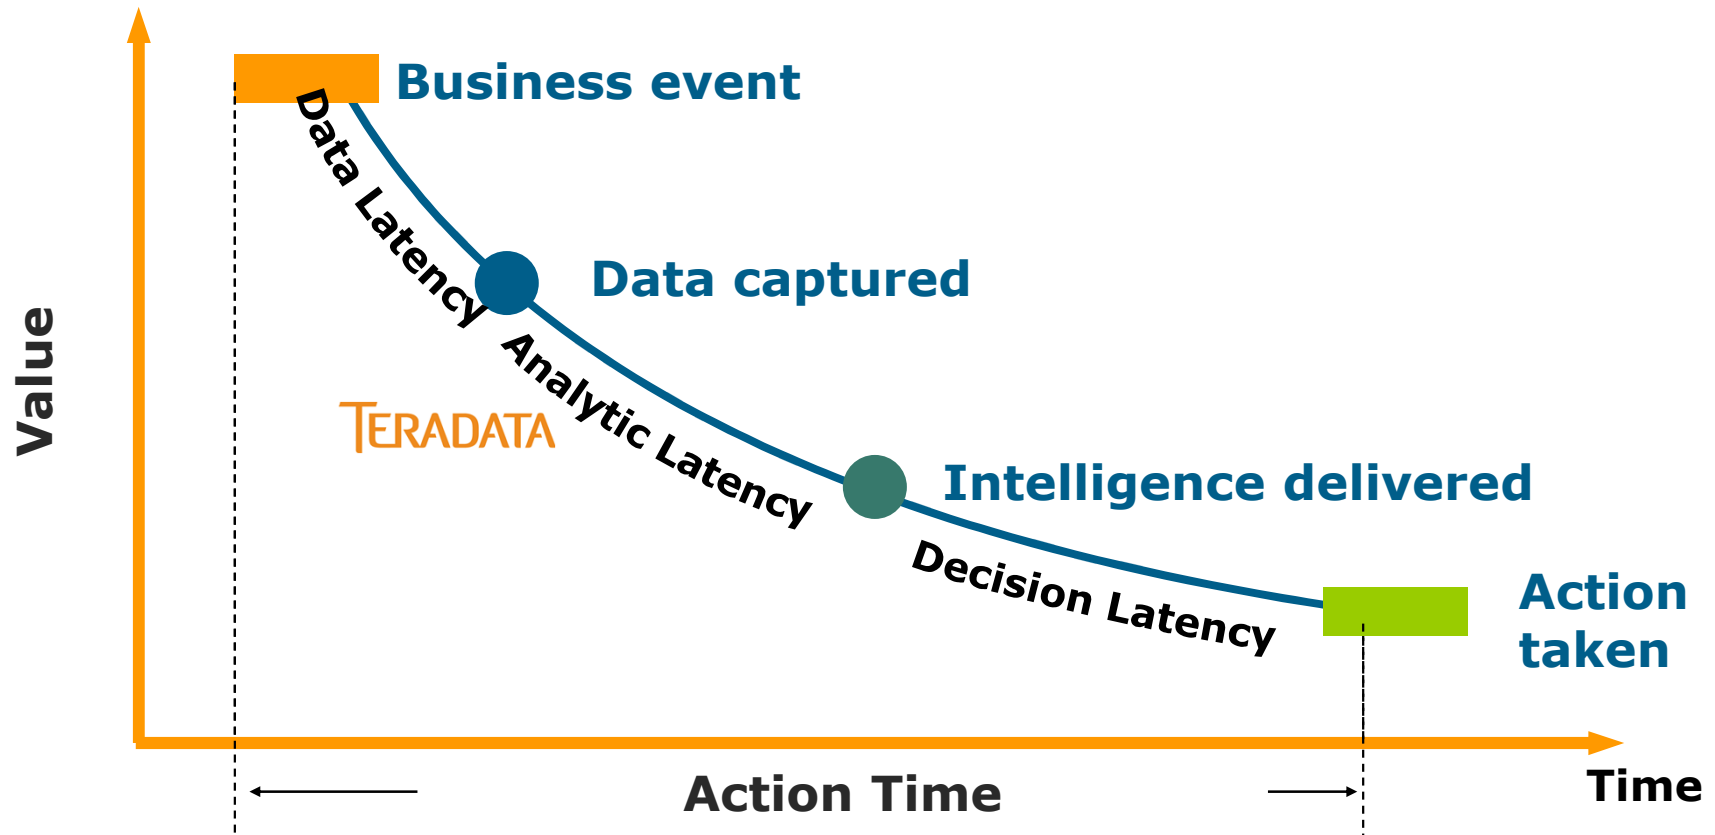 Business event
Data Latency
Data captured
Value
Analytic Latency
TERADATA
Intelligence delivered
Decision Latency
Action
taken
Action Time
Time